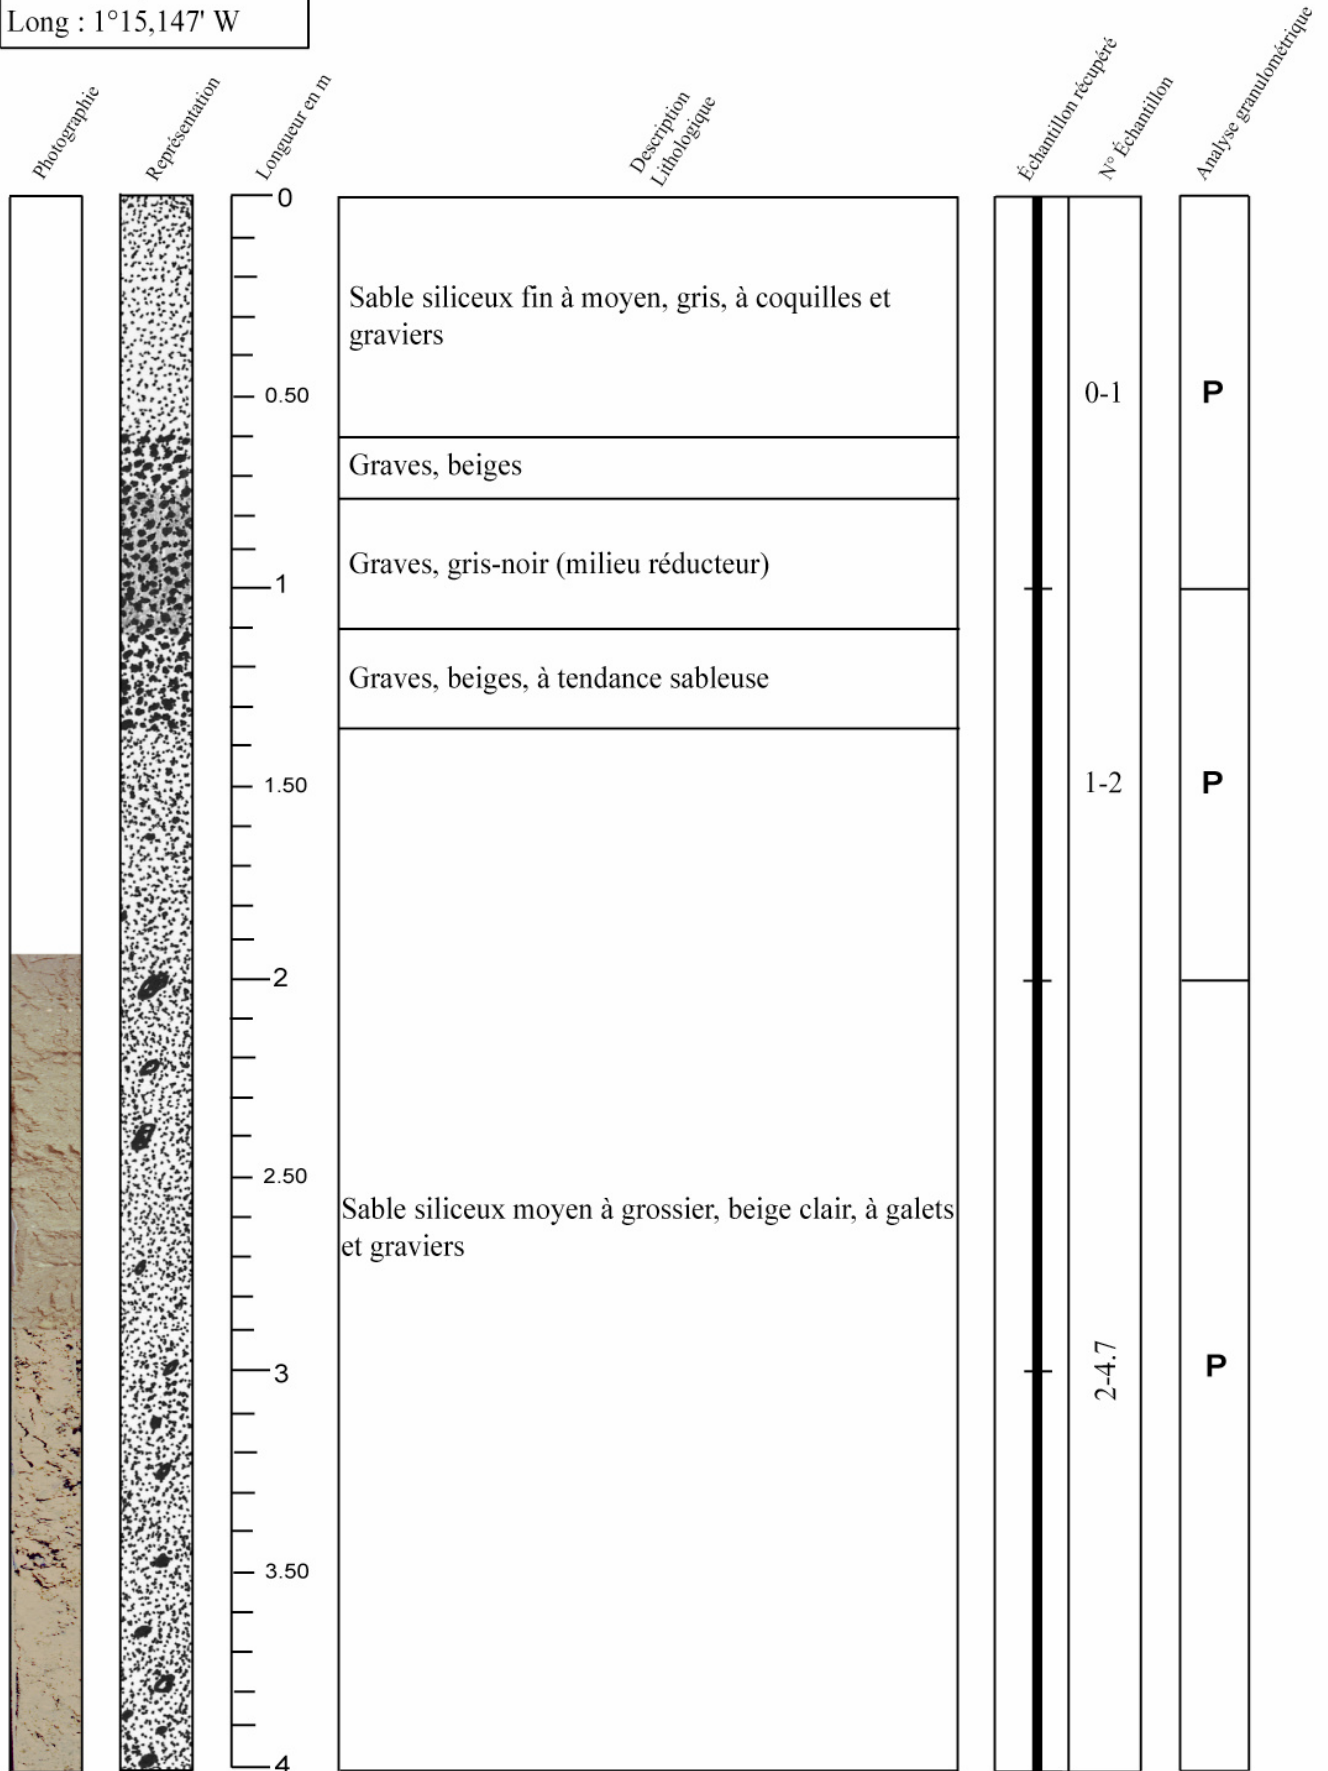 Long : 1°15,147' W
Photographie
Représentation
Longueur en m
Description
Lithologique
Échantillon récupéré
N° Échantillon
Analyse granulométrique
0
Sable siliceux fin à moyen, gris, à coquilles et
graviers
0.50
0-1
P
Graves, beiges
Graves, gris-noir (milieu réducteur)
1
Graves, beiges, à tendance sableuse
1.50
1-2
P
2
2.50
Sable siliceux moyen à grossier, beige clair, à galets
et graviers
3
2-4.7
P
3.50
4